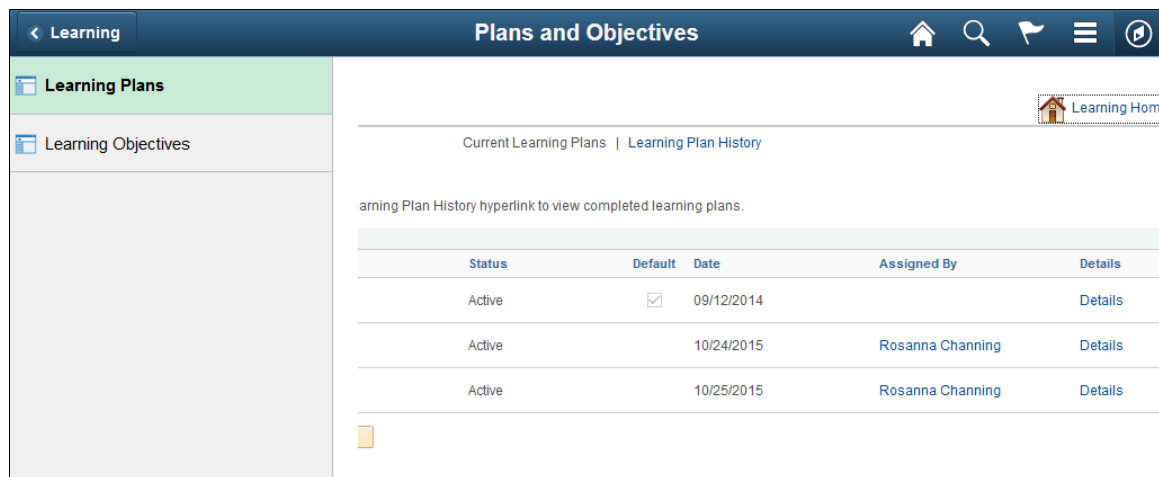 Learning
Plans and Objectives
Learning Plans
Learning Objectives
Learning Hom
Current Learning Plans | Learning Plan History
arning Plan History hyperlink to view completed learning plans.
Status Default Date Assigned By Details
Active 09/12/2014 Details
Active 10/24/2015 Rosanna Channing Details
Active 10/25/2015 Rosanna Channing Details